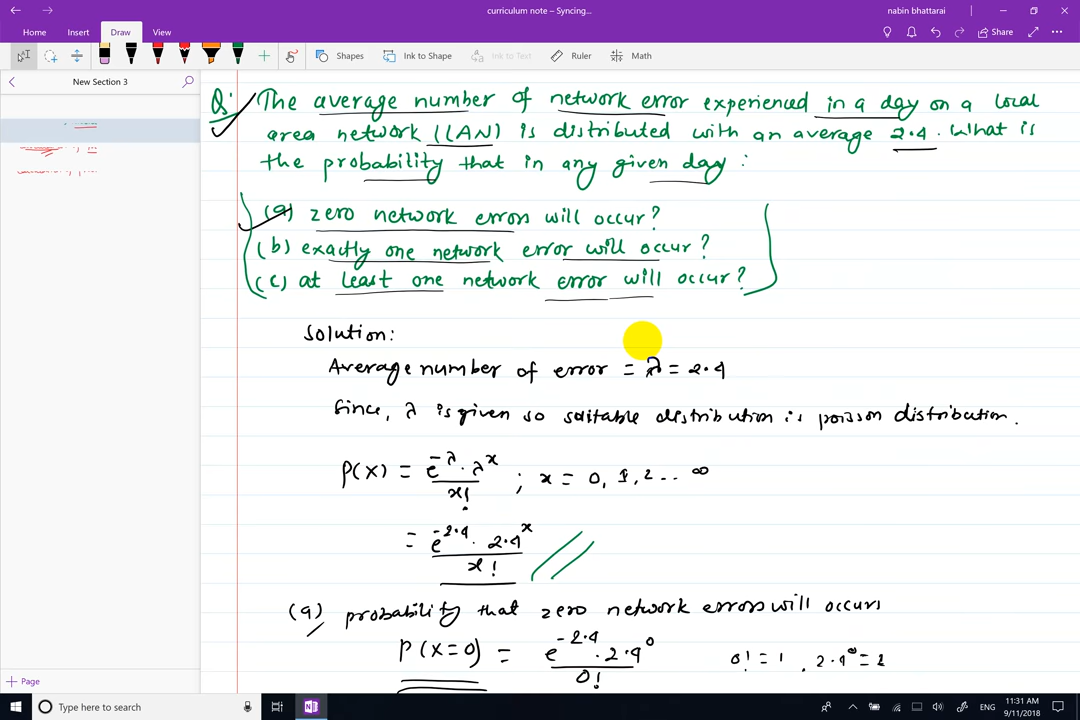 curriculum note – Syncing...
nabin bhattarai
Home Insert Draw View
Share
Shapes Ink to Shape Ink to Text Ruler Math
New Section 3
Q: The average number of network error experienced in a day on a local
area network (LAN) is distributed with an average 2.4. What is
the probability that in any given day:
(a) zero network errors will occur?
(b) exactly one network error will occur?
(c) at least one network error will occur?
Solution:
Average number of error = λ = 2.4
Since, λ is given so suitable distribution is poisson distribution.
P(X) = e^-λ · λ^x / x! ; x = 0, 1, 2 .. ∞
= e^-2.4 · 2.4^x / x!
(a) probability that zero network errors will occurs
P(X=0) = e^-2.4 · 2.4^0 / 0!
0! = 1 , 2.4^0 = 1
+ Page
Type here to search
ENG
11:31 AM
9/11/2018